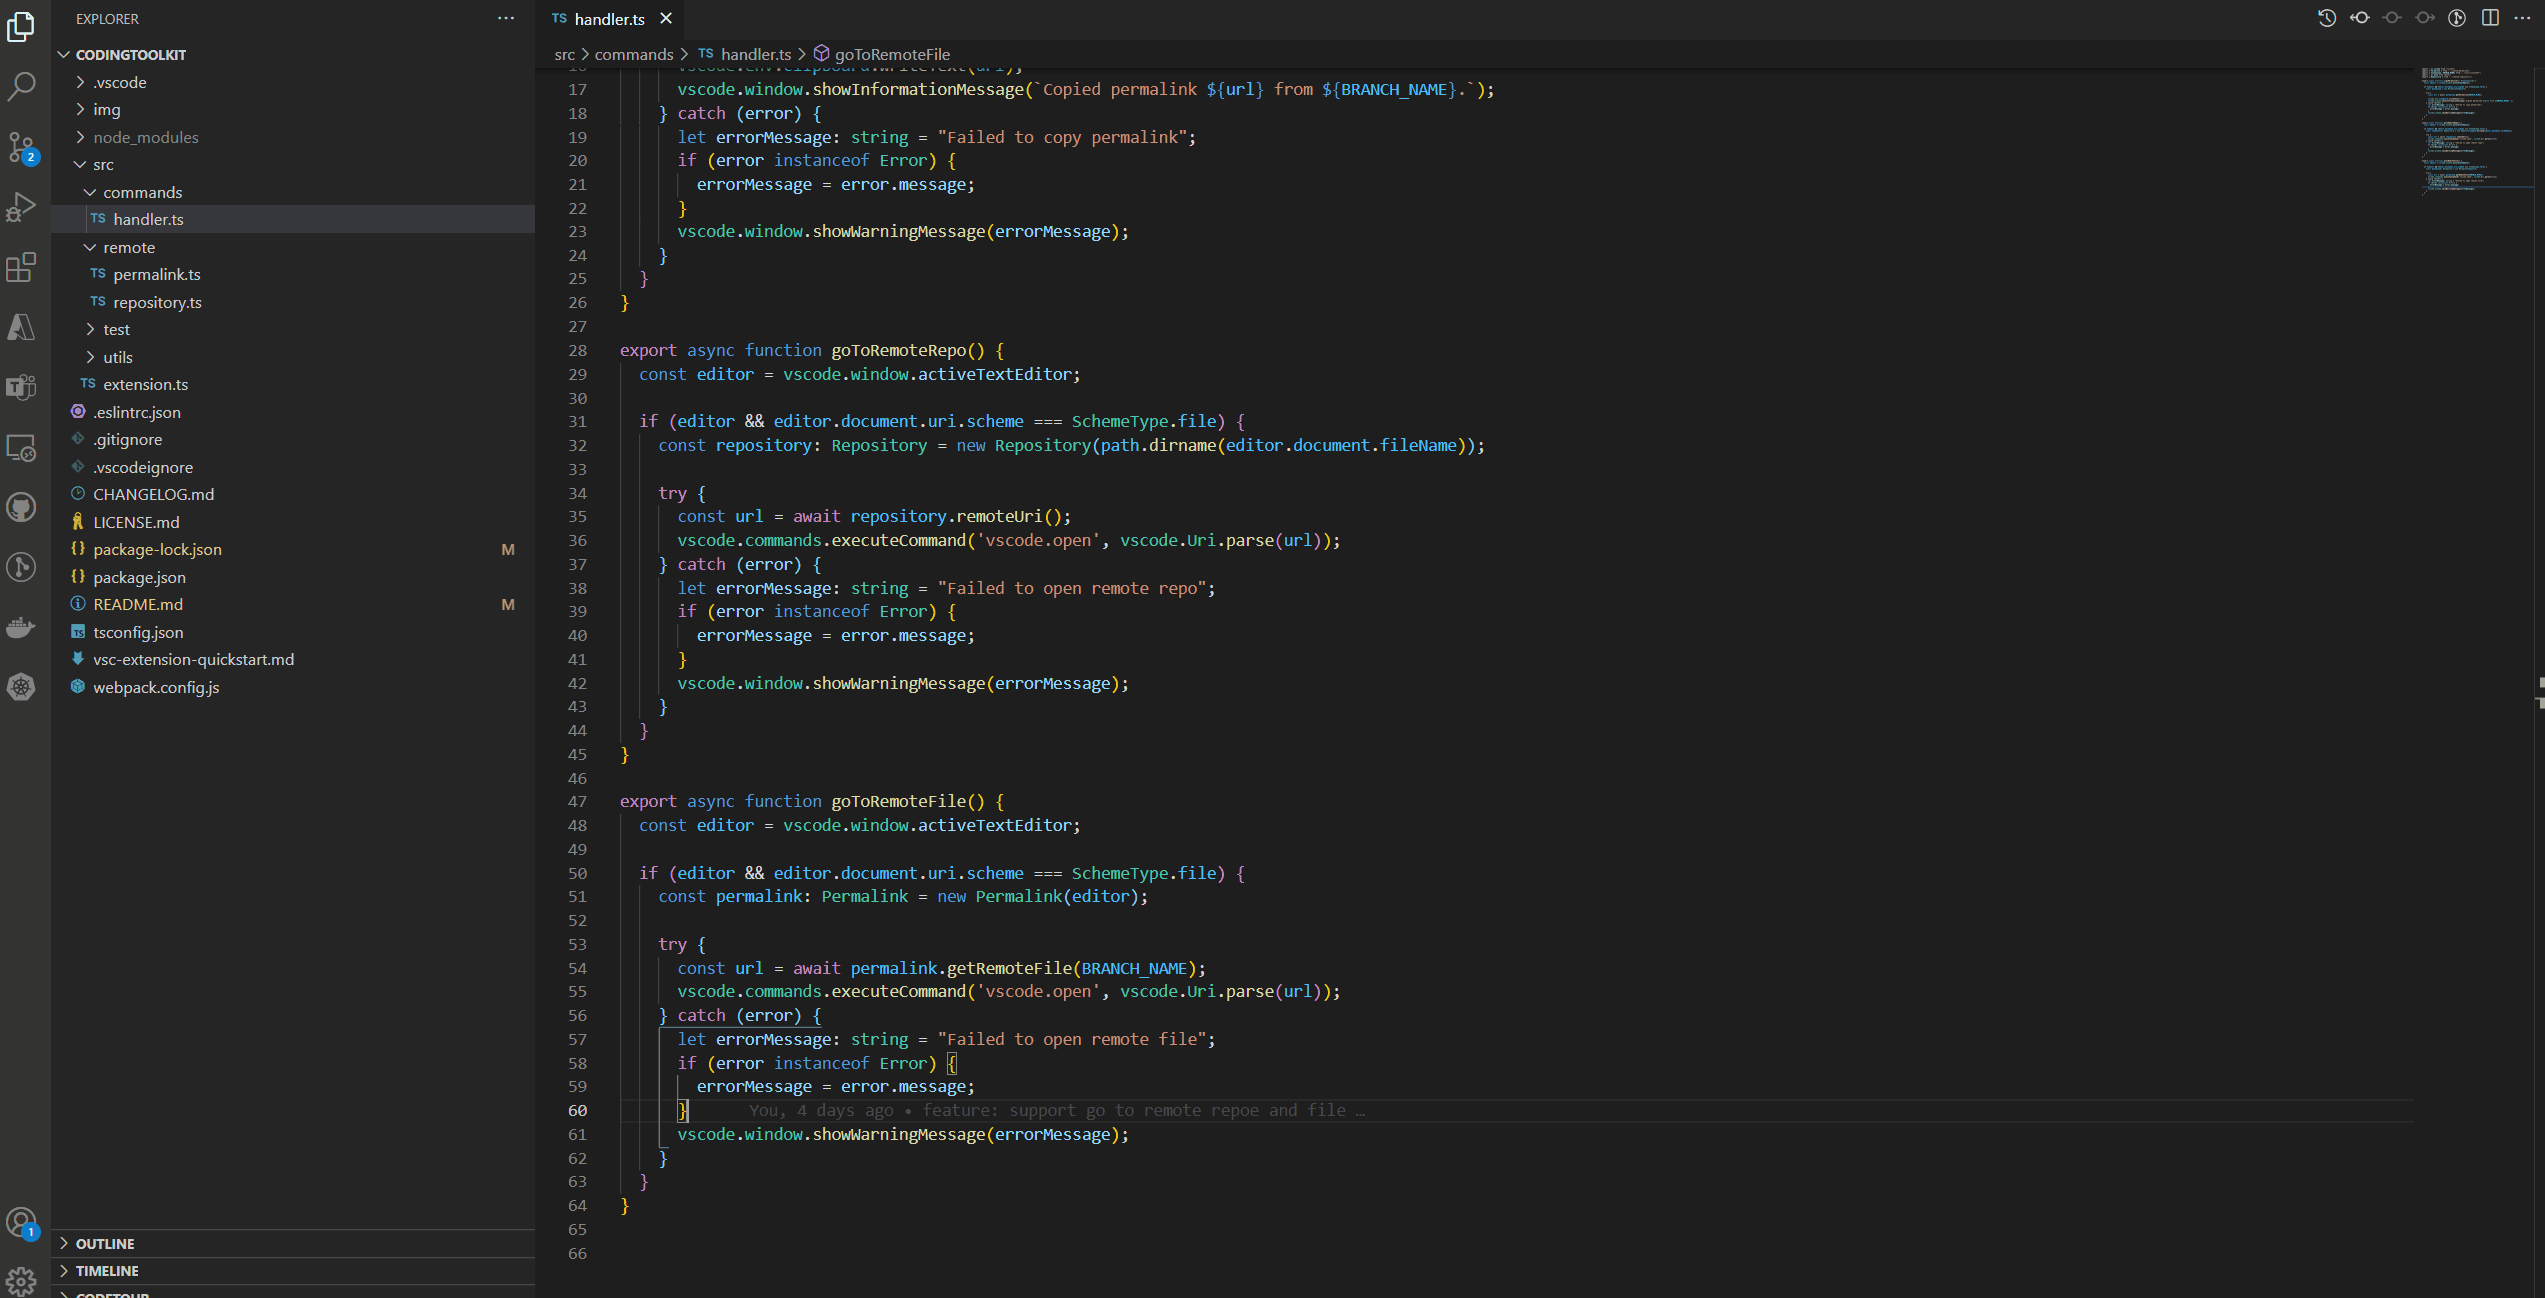 EXPLORER
CODINGTOOLKIT
.vscode
img
node_modules
src
commands
TS handler.ts
remote
TS permalink.ts
TS repository.ts
test
utils
TS extension.ts
.eslintrc.json
.gitignore
.vscodeignore
CHANGELOG.md
LICENSE.md
{} package-lock.json M
{} package.json
README.md M
TS tsconfig.json
vsc-extension-quickstart.md
webpack.config.js
OUTLINE
TIMELINE
CODETOUR
2
1
TS handler.ts
src > commands > TS handler.ts > goToRemoteFile
16 vscode.env.clipboard.writeText(url);
17 vscode.window.showInformationMessage(`Copied permalink ${url} from ${BRANCH_NAME}.`);
18 } catch (error) {
19 let errorMessage: string = "Failed to copy permalink";
20 if (error instanceof Error) {
21 errorMessage = error.message;
22 }
23 vscode.window.showWarningMessage(errorMessage);
24 }
25 }
26 }
27
28 export async function goToRemoteRepo() {
29 const editor = vscode.window.activeTextEditor;
30
31 if (editor && editor.document.uri.scheme === SchemeType.file) {
32 const repository: Repository = new Repository(path.dirname(editor.document.fileName));
33
34 try {
35 const url = await repository.remoteUri();
36 vscode.commands.executeCommand('vscode.open', vscode.Uri.parse(url));
37 } catch (error) {
38 let errorMessage: string = "Failed to open remote repo";
39 if (error instanceof Error) {
40 errorMessage = error.message;
41 }
42 vscode.window.showWarningMessage(errorMessage);
43 }
44 }
45 }
46
47 export async function goToRemoteFile() {
48 const editor = vscode.window.activeTextEditor;
49
50 if (editor && editor.document.uri.scheme === SchemeType.file) {
51 const permalink: Permalink = new Permalink(editor);
52
53 try {
54 const url = await permalink.getRemoteFile(BRANCH_NAME);
55 vscode.commands.executeCommand('vscode.open', vscode.Uri.parse(url));
56 } catch (error) {
57 let errorMessage: string = "Failed to open remote file";
58 if (error instanceof Error) {
59 errorMessage = error.message;
60 } You, 4 days ago • feature: support go to remote repoe and file …
61 vscode.window.showWarningMessage(errorMessage);
62 }
63 }
64 }
65
66